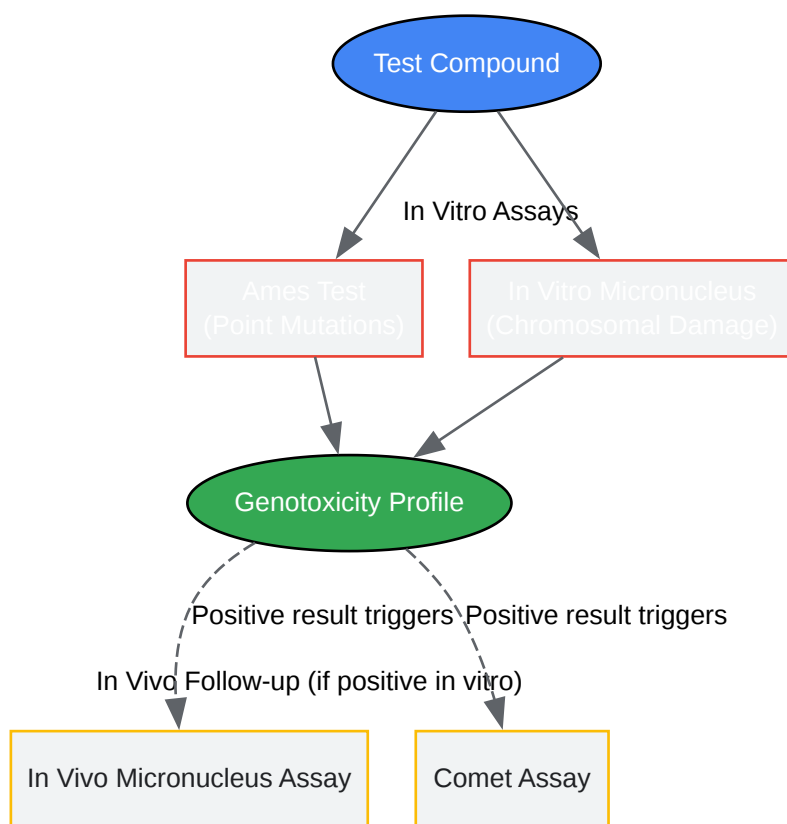 Test Compound
In Vitro Assays
Ames Test
(Point Mutations)
In Vitro Micronucleus
(Chromosomal Damage)
Genotoxicity Profile
Positive result triggers
Positive result triggers
In Vivo Follow-up (if positive in vitro)
In Vivo Micronucleus Assay
Comet Assay